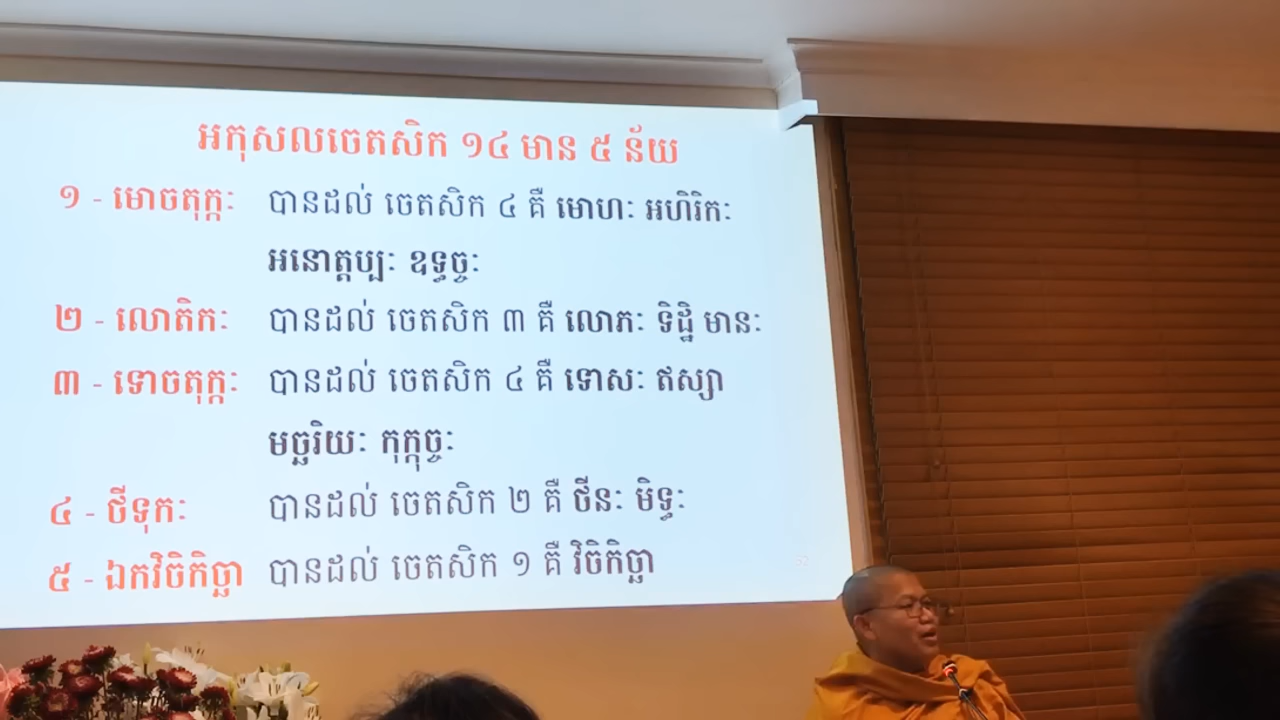 អកុសលចេតសិក ១៤ មាន ៥ ន័យ
១ - មោចតុក្កៈ បានដល់ ចេតសិក ៤ គឺ មោហៈ អហិរិកៈ
អនោត្តប្បៈ ឧទ្ធច្ចៈ
២ - លោតិកៈ បានដល់ ចេតសិក ៣ គឺ លោភៈ ទិដ្ឋិ មានៈ
៣ - ទោចតុក្កៈ បានដល់ ចេតសិក ៤ គឺ ទោសៈ ឥស្សា
មច្ឆរិយៈ កុក្កុច្ចៈ
៤ - ថីទុកៈ បានដល់ ចេតសិក ២ គឺ ថីនៈ មិទ្ធៈ
៥ - ឯកវិចិកិច្ឆា បានដល់ ចេតសិក ១ គឺ វិចិកិច្ឆា